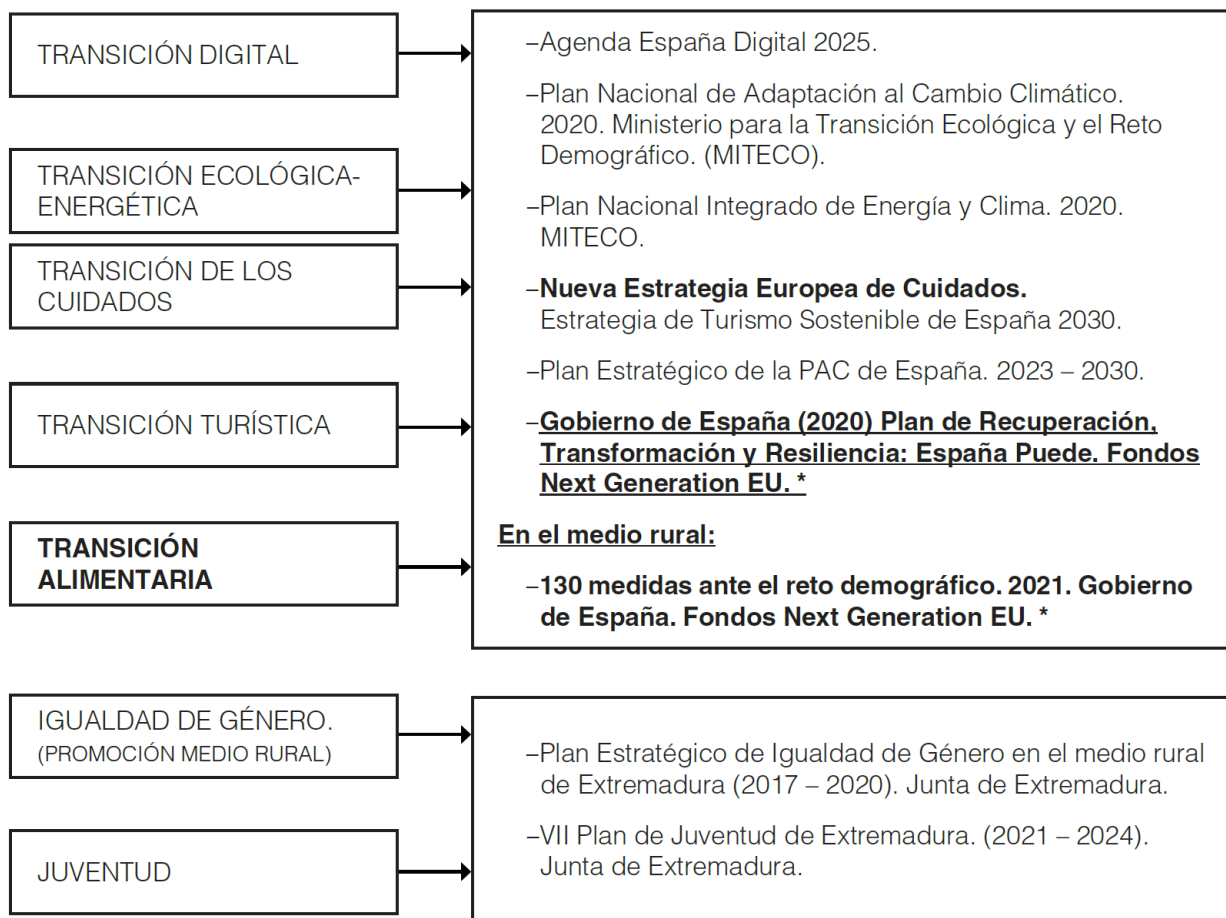 TRANSICIÓN DIGITAL
TRANSICIÓN ECOLÓGICA-
ENERGÉTICA
TRANSICIÓN DE LOS
CUIDADOS
TRANSICIÓN TURÍSTICA
TRANSICIÓN
ALIMENTARIA
–Agenda España Digital 2025.
–Plan Nacional de Adaptación al Cambio Climático.
2020. Ministerio para la Transición Ecológica y el Reto
Demográfico. (MITECO).
–Plan Nacional Integrado de Energía y Clima. 2020.
MITECO.
–Nueva Estrategia Europea de Cuidados.
Estrategia de Turismo Sostenible de España 2030.
–Plan Estratégico de la PAC de España. 2023 – 2030.
–Gobierno de España (2020) Plan de Recuperación,
Transformación y Resiliencia: España Puede. Fondos
Next Generation EU. *
En el medio rural:
–130 medidas ante el reto demográfico. 2021. Gobierno
de España. Fondos Next Generation EU. *
IGUALDAD DE GÉNERO.
(PROMOCIÓN MEDIO RURAL)
JUVENTUD
–Plan Estratégico de Igualdad de Género en el medio rural
de Extremadura (2017 – 2020). Junta de Extremadura.
–VII Plan de Juventud de Extremadura. (2021 – 2024).
Junta de Extremadura.